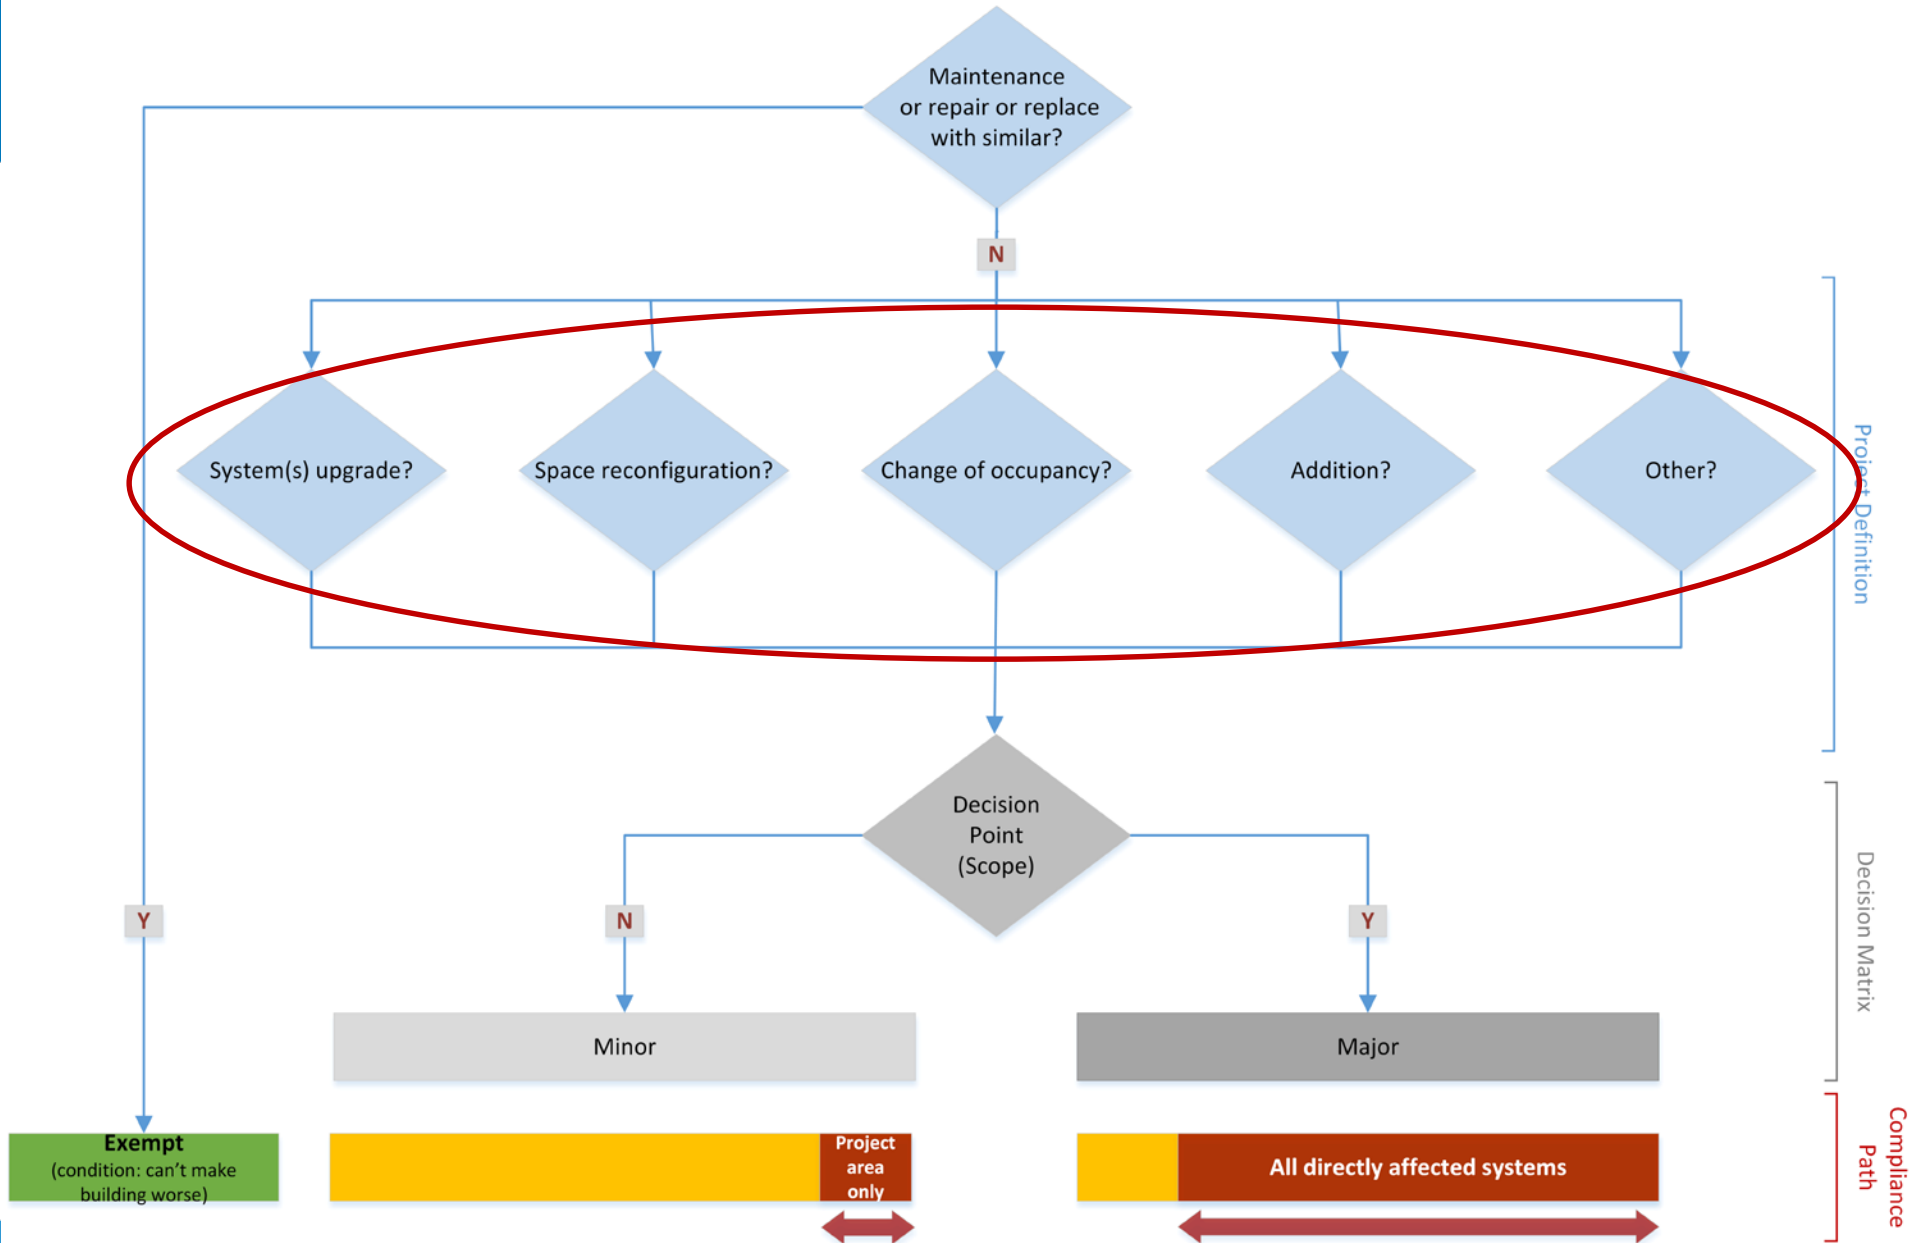 Maintenance
or repair or replace
with similar?
N
System(s) upgrade?
Space reconfiguration?
Change of occupancy?
Addition?
Other?
Project Definition
Decision
Point
(Scope)
Y
N
Y
Decision Matrix
Minor
Major
Exempt
(condition: can't make
building worse)
Project
area
only
All directly affected systems
Compliance
Path